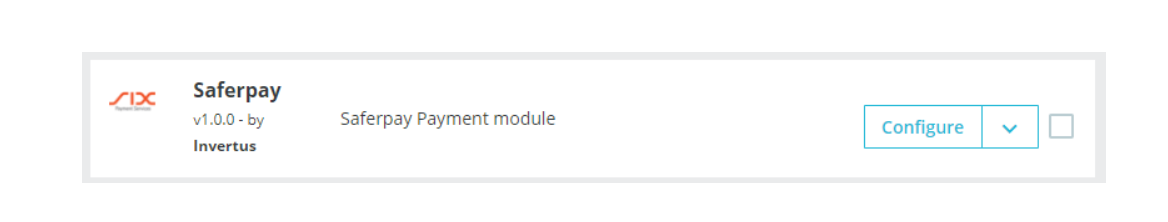 SIX
Payment Services
Saferpay
v1.0.0 - by
Invertus
Saferpay Payment module
Configure